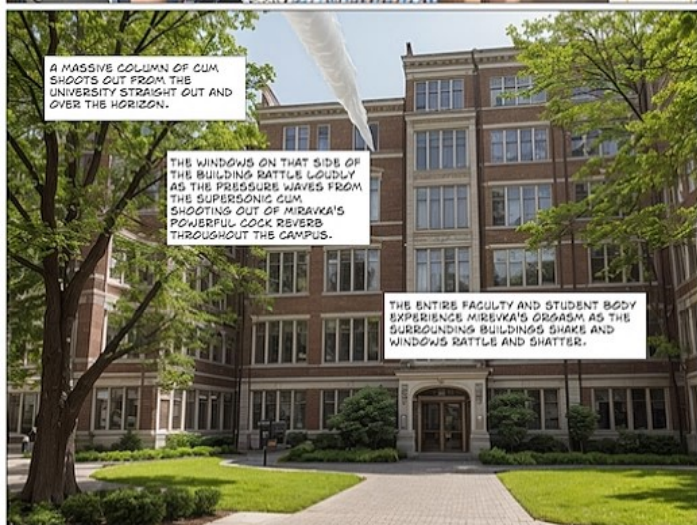 A MASSIVE COLUMN OF CUM
SHOOTS OUT FROM THE
UNIVERSITY STRAIGHT OUT AND
OVER THE HORIZON.
THE WINDOWS ON THAT SIDE OF
THE BUILDING RATTLE LOUDLY
AS THE PRESSURE WAVES FROM
THE SUPERSONIC CUM
SHOOTING OUT OF MIRAVKA'S
POWERFUL COCK REVERB
THROUGHOUT THE CAMPUS.
THE ENTIRE FACULTY AND STUDENT BODY
EXPERIENCE MIREVKA'S ORGASM AS THE
SURROUNDING BUILDINGS SHAKE AND
WINDOWS RATTLE AND SHATTER.